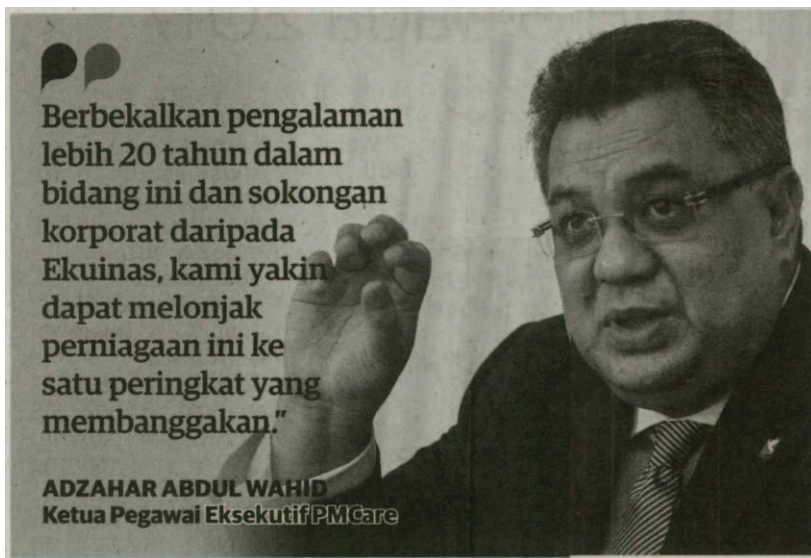 Berbekalkan pengalaman
lebih 20 tahun dalam
bidang ini dan sokongan
korporat daripada
Ekuinas, kami yakin
dapat melonjak
perniagaan ini ke
satu peringkat yang
membanggakan.”
ADZAHAR ABDUL WAHID
Ketua Pegawai Eksekutif PMCare